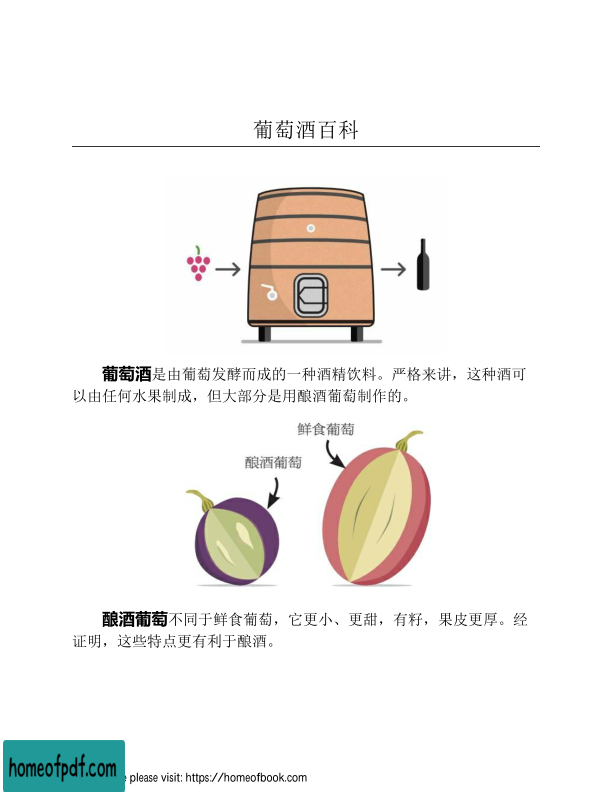 葡萄酒百科
葡萄酒是由葡萄发酵而成的一种酒精饮料。严格来讲，这种酒可
以由任何水果制成，但大部分是用酿酒葡萄制作的。
鲜食葡萄
酿酒葡萄
酿酒葡萄不同于鲜食葡萄，它更小、更甜，有籽，果皮更厚。经
证明，这些特点更有利于酿酒。
homeofpdf.com
please visit: https://homeofbook.com